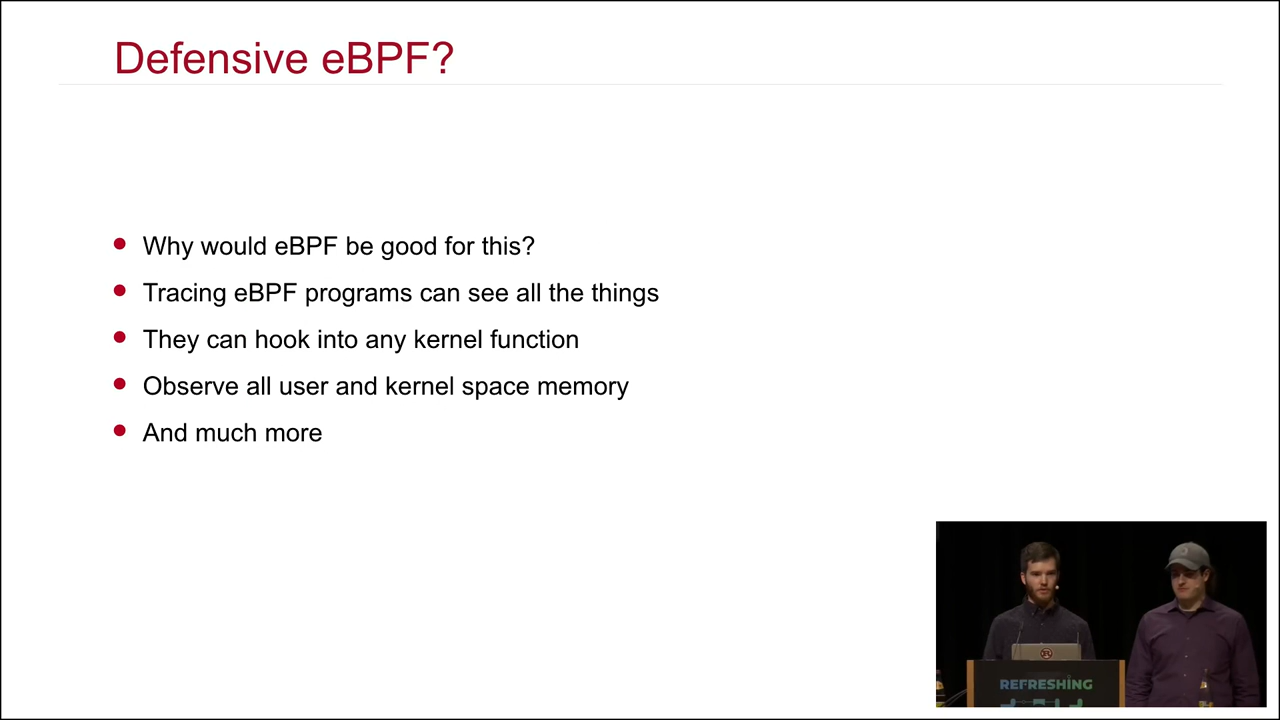 Defensive eBPF?
Why would eBPF be good for this?
Tracing eBPF programs can see all the things
They can hook into any kernel function
Observe all user and kernel space memory
And much more
REFRESHING